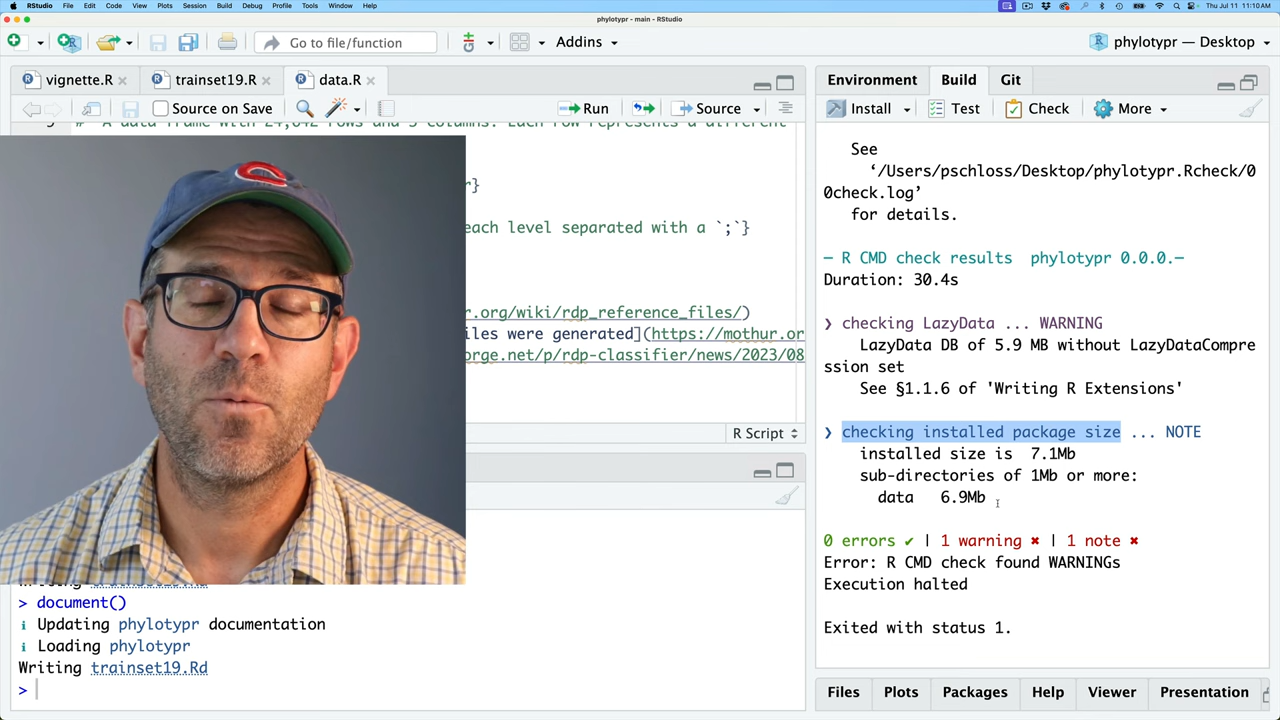 RStudio File Edit Code View Plots Session Build Debug Profile Tools Window Help Thu Jul 11 11:10 AM
phylotypr - main - RStudio
Go to file/function Addins phylotypr — Desktop
vignette.R trainset19.R data.R
Source on Save Run Source
Environment Build Git
Install Test Check More
each level separated with a `;`}
r.org/wiki/rdp_reference_files/)
iles were generated](https://mothur.or
orge.net/p/rdp-classifier/news/2023/08
R Script
> document()
i Updating phylotypr documentation
i Loading phylotypr
Writing trainset19.Rd
>
See
‘/Users/pschloss/Desktop/phylotypr.Rcheck/0
0check.log’
for details.
— R CMD check results phylotypr 0.0.0.—
Duration: 30.4s
❯ checking LazyData ... WARNING
LazyData DB of 5.9 MB without LazyDataCompre
ssion set
See §1.1.6 of 'Writing R Extensions'
❯ checking installed package size ... NOTE
installed size is 7.1Mb
sub-directories of 1Mb or more:
data 6.9Mb
0 errors ✔ | 1 warning ✖ | 1 note ✖
Error: R CMD check found WARNINGs
Execution halted
Exited with status 1.
Files Plots Packages Help Viewer Presentation